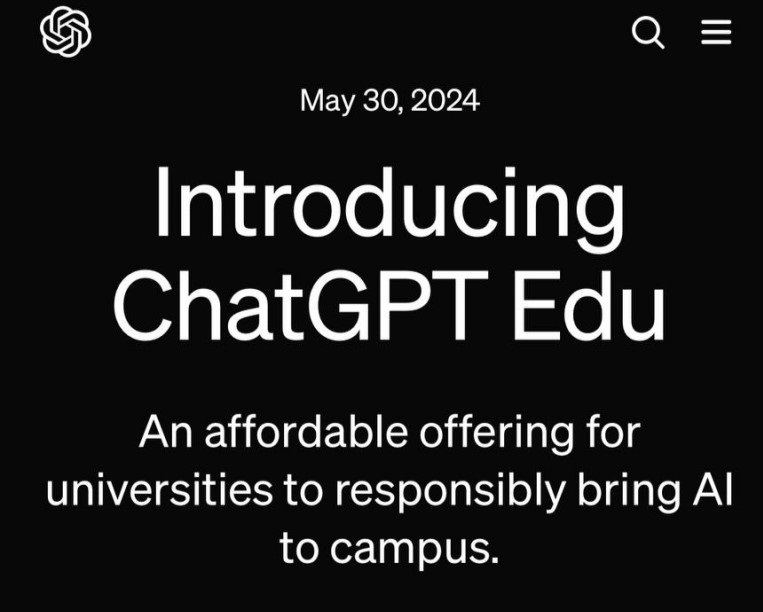 May 30, 2024
Introducing
ChatGPT Edu
An affordable offering for
universities to responsibly bring AI
to campus.